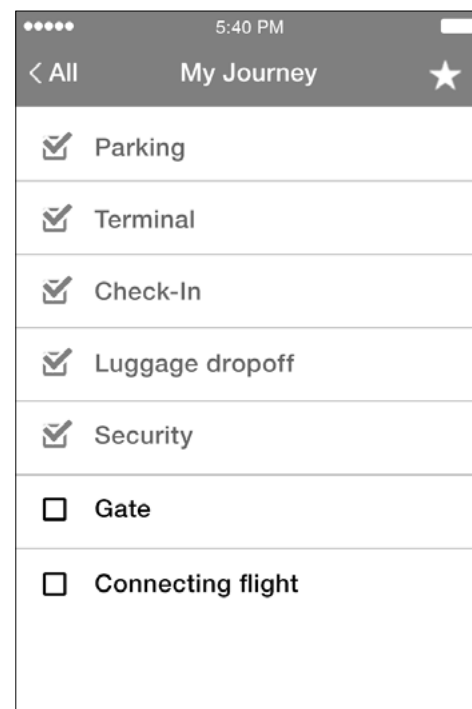 5:40 PM
< All My Journey
Parking
Terminal
Check-In
Luggage dropoff
Security
Gate
Connecting flight